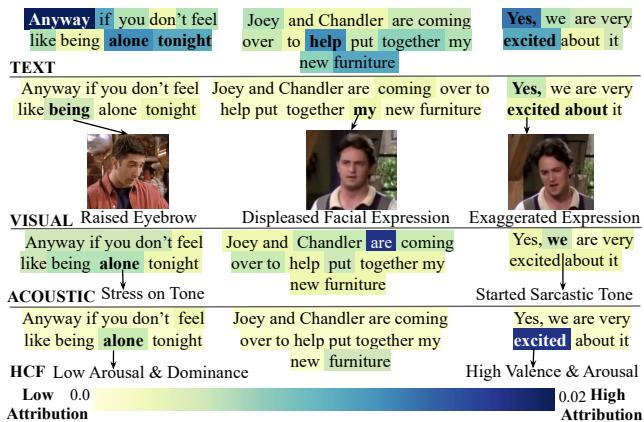 Anyway if you don't feel
like being alone tonight
Joey and Chandler are coming
over to help put together my
new furniture
Yes, we are very
excited about it
TEXT
Anyway if you don't feel
like being alone tonight
Joey and Chandler are coming over to
help put together my new furniture
Yes, we are very
excited about it
VISUAL
Raised Eyebrow
Displeased Facial Expression
Exaggerated Expression
Anyway if you don't feel
like being alone tonight
Joey and Chandler are coming
over to help put together my
new furniture
Yes, we are very
excited about it
ACOUSTIC
Stress on Tone
Started Sarcastic Tone
Anyway if you don't feel
like being alone tonight
Joey and Chandler are coming
over to help put together my
new furniture
Yes, we are very
excited about it
HCF
Low Arousal & Dominance
High Valence & Arousal
Low
Attribution
0.0
0.02
High
Attribution